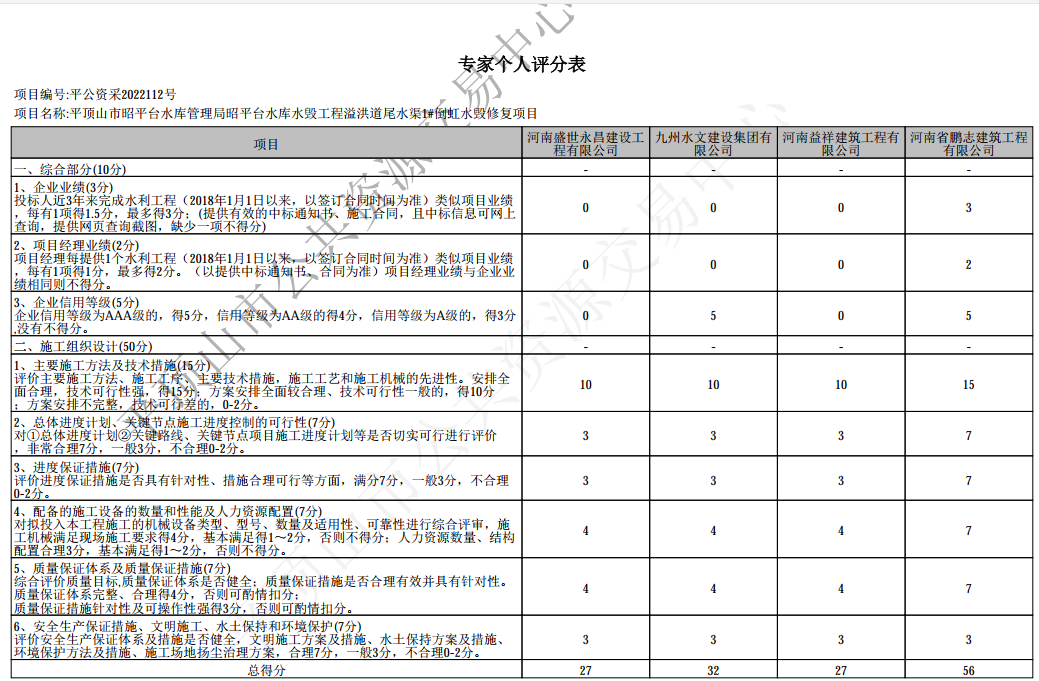 专家个人评分表
项目编号:平公资采2022112号
项目名称:平顶山市昭平台水库管理局昭平台水库水毁工程溢洪道尾水渠1#倒虹水毁修复项目
项目
河南盛世永昌建设工
程有限公司
九州水文建设集团有
限公司
河南益祥建筑工程有
限公司
河南省鹏志建筑工程
有限公司
一、综合部分(10分)
- - - -
1、企业业绩(3分)
投标人近3年来完成水利工程（2018年1月1日以来，以签订合同时间为准）类似项目业绩
，每有1项得1.5分，最多得3分；(提供有效的中标通知书、施工合同，且中标信息可网上
查询，提供网页查询截图，缺少一项不得分)
0 0 0 3
2、项目经理业绩(2分)
项目经理每提供1个水利工程（2018年1月1日以来，以签订合同时间为准）类似项目业绩
，每有1项得1分，最多得2分。（以提供中标通知书、合同为准）项目经理业绩与企业业
绩相同则不得分。
0 0 0 2
3、企业信用等级(5分)
企业信用等级为AAA级的，得5分，信用等级为AA级的得4分，信用等级为A级的，得3分
,没有不得分。
0 5 0 5
二、施工组织设计(50分)
- - - -
1、主要施工方法及技术措施(15分)
评价主要施工方法、施工工序、主要技术措施，施工工艺和施工机械的先进性。安排全
面合理，技术可行性强，得15分；方案安排全面较合理、技术可行性一般的，得10分
；方案安排不完整，技术可行差的，0-2分。
10 10 10 15
2、总体进度计划、关键节点施工进度控制的可行性(7分)
对①总体进度计划②关键路线、关键节点项目施工进度计划等是否切实可行进行评价
，非常合理7分，一般3分，不合理0-2分。
3 3 3 7
3、进度保证措施(7分)
评价进度保证措施是否具有针对性、措施合理可行等方面，满分7分，一般3分，不合理
0-2分。
3 3 3 7
4、配备的施工设备的数量和性能及人力资源配置(7分)
对拟投入本工程施工的机械设备类型、型号、数量及适用性、可靠性进行综合评审，施
工机械满足现场施工要求得4分，基本满足得1～2分，否则不得分；人力资源数量、结构
配置合理3分，基本满足得1～2分，否则不得分。
4 4 4 7
5、质量保证体系及质量保证措施(7分)
综合评价质量目标,质量保证体系是否健全；质量保证措施是否合理有效并具有针对性。
质量保证体系完整、合理得4分，否则可酌情扣分；
质量保证措施针对性及可操作性强得3分，否则可酌情扣分。
4 4 4 7
6、安全生产保证措施、文明施工、水土保持和环境保护(7分)
评价安全生产保证体系及措施是否健全，文明施工方案及措施、水土保持方案及措施、
环境保护方法及措施、施工场地扬尘治理方案，合理7分，一般3分，不合理0-2分。
3 3 3 3
总得分
27 32 27 56
平顶山市公共资源交易中心
平顶山市公共资源交易中心